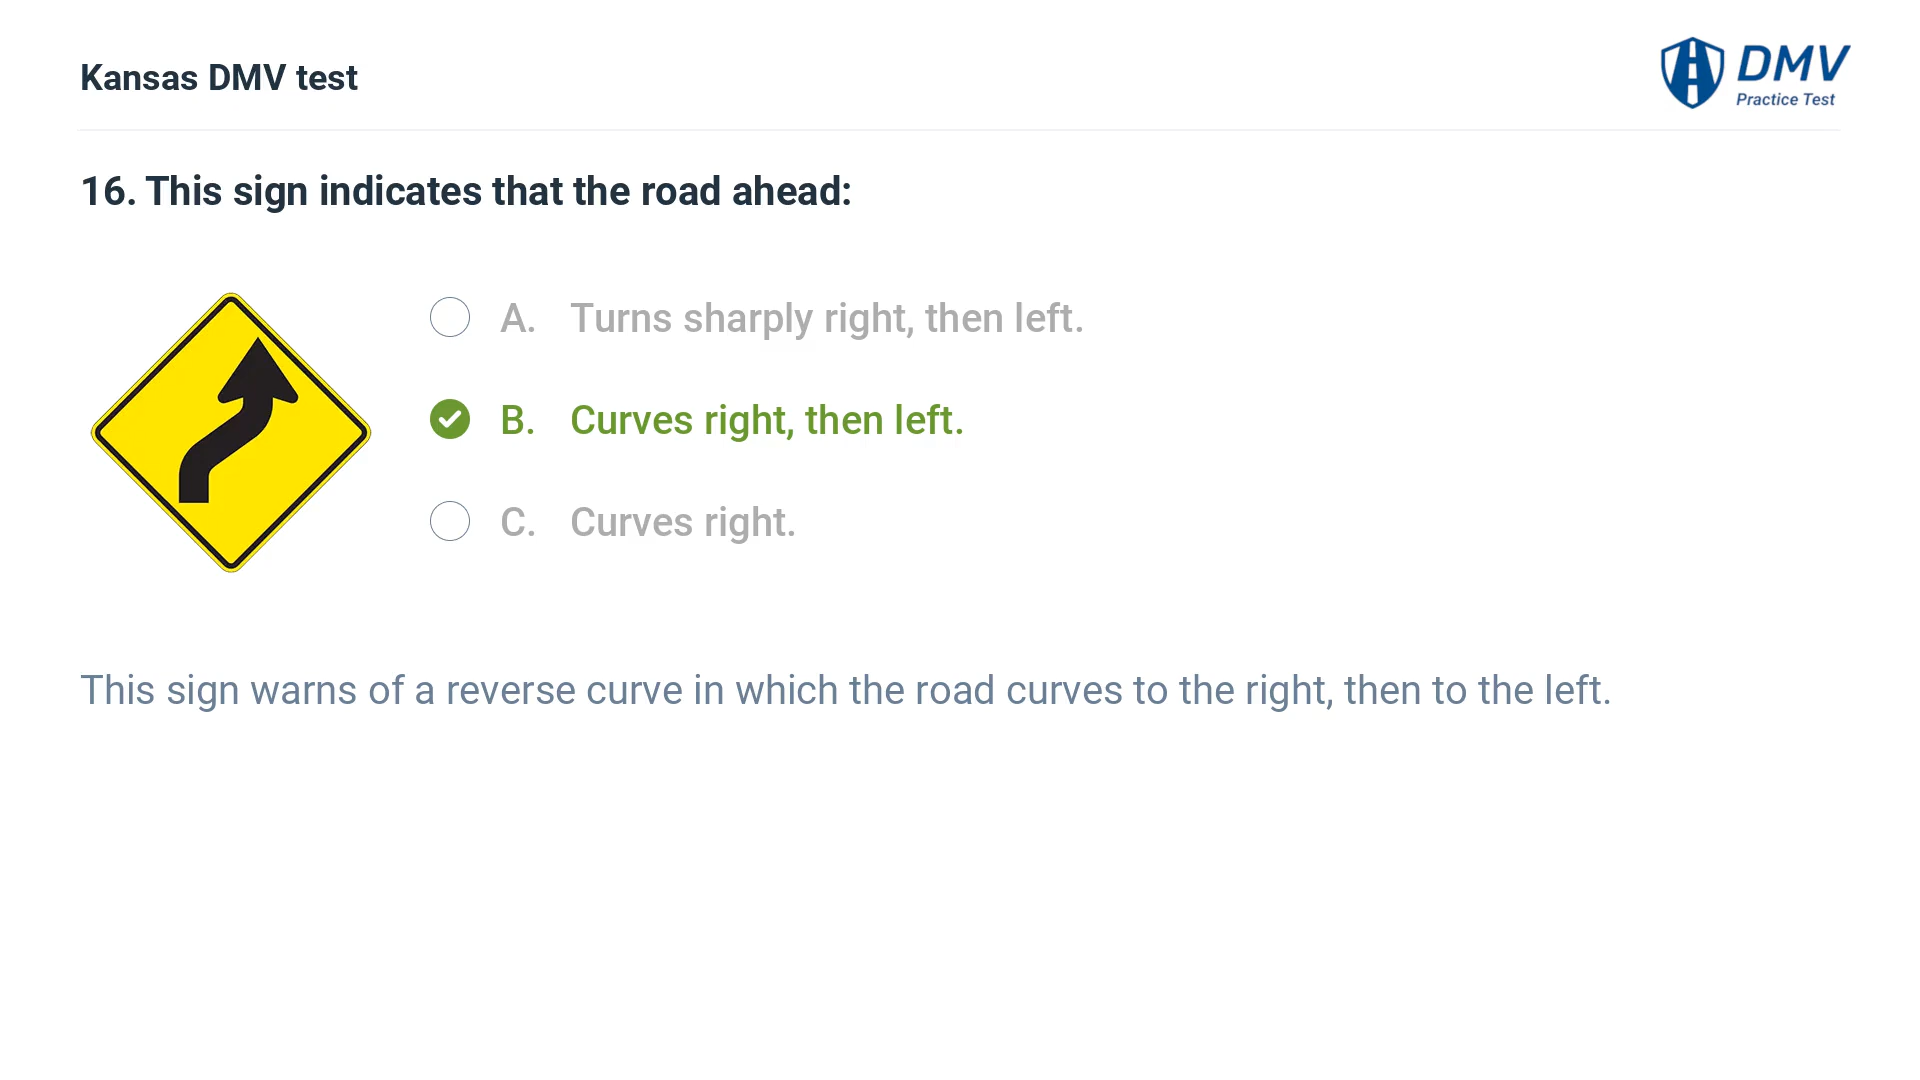 Kansas DMV test
DMV
Practice Test
16. This sign indicates that the road ahead:
A. Turns sharply right, then left.
B. Curves right, then left.
C. Curves right.
This sign warns of a reverse curve in which the road curves to the right, then to the left.